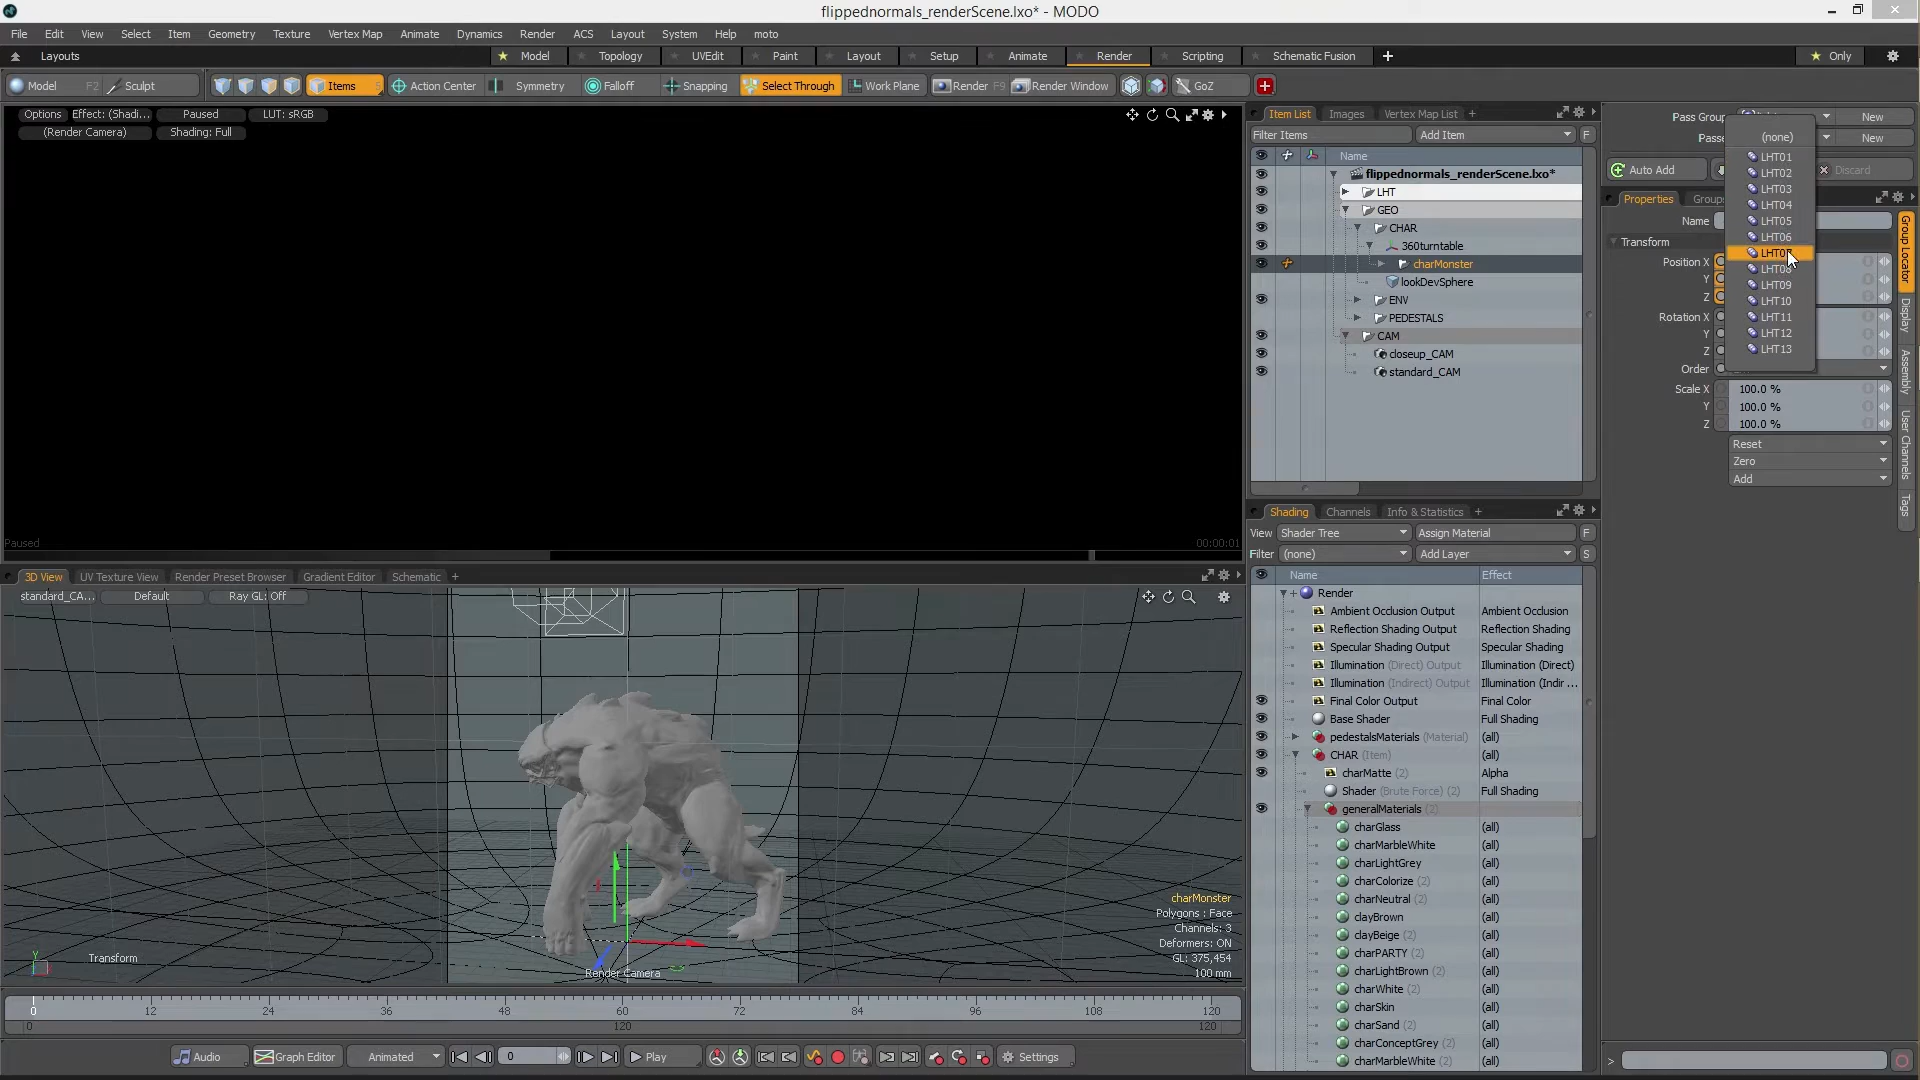 flippednormals_renderScene.lxo* - MODO
File Edit View Select Item Geometry Texture Vertex Map Animate Dynamics Render ACS Layout System Help moto
Layouts Model Topology UVEdit Paint Layout Setup Animate Render Scripting Schematic Fusion Only
Model F2 Sculpt Items 5 Action Center Symmetry Falloff Snapping Select Through Work Plane Render F9 Render Window GoZ
Options Effect: (Shadi... Paused LUT: sRGB
(Render Camera) Shading: Full
Paused 00:00:01
3D View UV Texture View Render Preset Browser Gradient Editor Schematic
standard_CA... Default Ray GL: Off
charMonster
Polygons : Face
Channels: 3
Deformers: ON
GL: 375,454
100 mm
Y
Transform
Render Camera
0 12 24 36 48 60 72 84 96 108 120
0 120 120
Audio Graph Editor Animated 0 Play Settings
Item List Images Vertex Map List
Filter Items Add Item F
Name
flippednormals_renderScene.lxo*
LHT
GEO
CHAR
360turntable
charMonster
lookDevSphere
ENV
PEDESTALS
CAM
closeup_CAM
standard_CAM
Shading Channels Info & Statistics
View Shader Tree Assign Material F
Filter (none) Add Layer S
Name Effect
Render
Ambient Occlusion Output Ambient Occlusion
Reflection Shading Output Reflection Shading
Specular Shading Output Specular Shading
Illumination (Direct) Output Illumination (Direct)
Illumination (Indirect) Output Illumination (Indir ...
Final Color Output Final Color
Base Shader Full Shading
pedestalsMaterials (Material) (all)
CHAR (Item) (all)
charMatte (2) Alpha
Shader (Brute Force) (2) Full Shading
generalMaterials (2)
charGlass (all)
charMarbleWhite (all)
charLightGrey (all)
charColorize (2) (all)
charNeutral (2) (all)
clayBrown (all)
clayBeige (2) (all)
charPARTY (2) (all)
charLightBrown (2) (all)
charWhite (2) (all)
charSkin (all)
charSand (2) (all)
charConceptGrey (2) (all)
charMarbleWhite (2) (all)
Pass Group New
Passe New
Auto Add Discard
(none)
LHT01
LHT02
LHT03
LHT04
LHT05
LHT06
LHT07
LHT08
LHT09
LHT10
LHT11
LHT12
LHT13
Properties Group
Name
Transform
Position X
Y
Z
Rotation X
Y
Z
Order
Scale X 100.0 %
Y 100.0 %
Z 100.0 %
Reset
Zero
Add
Group Locator
Display
Assembly
User Channels
Tags
>